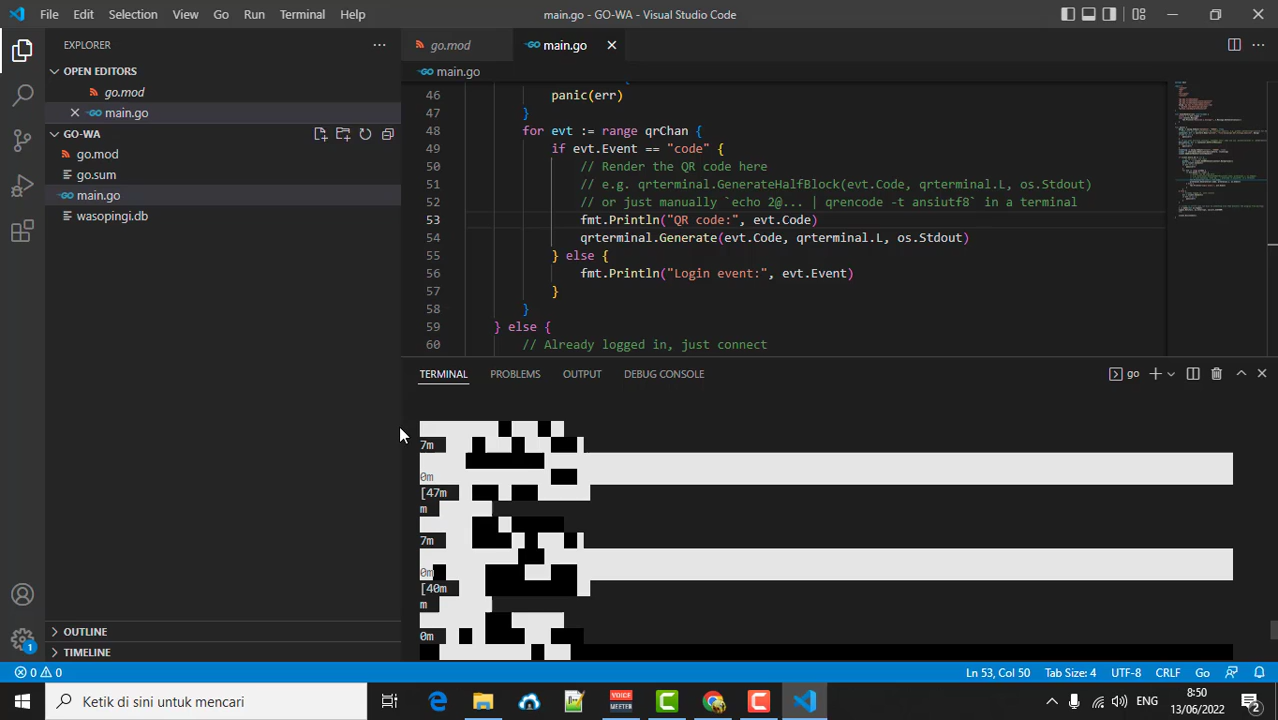 File Edit Selection View Go Run Terminal Help
main.go - GO-WA - Visual Studio Code
EXPLORER
OPEN EDITORS
go.mod
main.go
GO-WA
go.mod
go.sum
main.go
wasopingi.db
OUTLINE
TIMELINE
go.mod main.go
main.go
46 panic(err)
47 }
48 for evt := range qrChan {
49 if evt.Event == "code" {
50 // Render the QR code here
51 // e.g. qrterminal.GenerateHalfBlock(evt.Code, qrterminal.L, os.Stdout)
52 // or just manually `echo 2@... | qrencode -t ansiutf8` in a terminal
53 fmt.Println("QR code:", evt.Code)
54 qrterminal.Generate(evt.Code, qrterminal.L, os.Stdout)
55 } else {
56 fmt.Println("Login event:", evt.Event)
57 }
58 }
59 } else {
60 // Already logged in, just connect
TERMINAL PROBLEMS OUTPUT DEBUG CONSOLE
go
7m
0m
[47m
m
7m
0m
[40m
m
0m
0 0
Ln 53, Col 50 Tab Size: 4 UTF-8 CRLF Go
1
Ketik di sini untuk mencari
VOICE
MEETER
ENG
8:50
13/06/2022
2